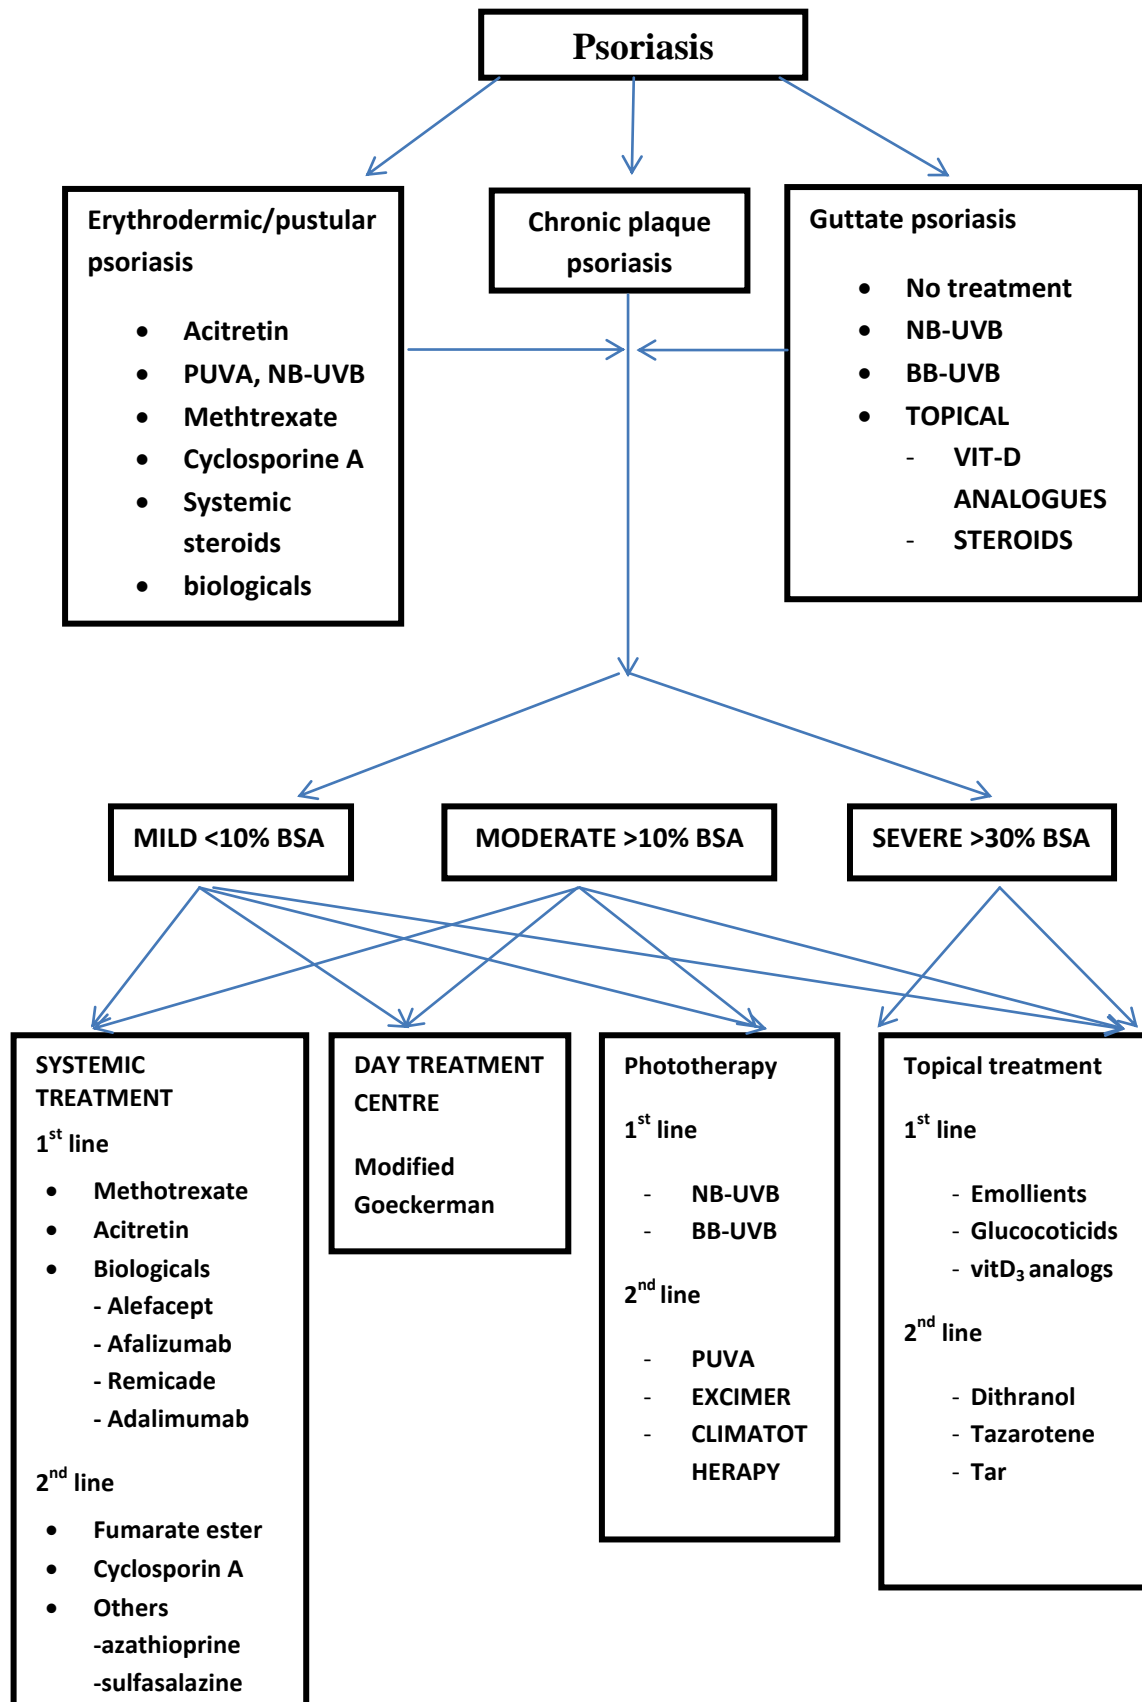 Psoriasis
Erythrodermic/pustular
psoriasis
• Acitretin
• PUVA, NB-UVB
• Methtrexate
• Cyclosporine A
• Systemic
steroids
• biologicals
Chronic plaque
psoriasis
Guttate psoriasis
• No treatment
• NB-UVB
• BB-UVB
• TOPICAL
- VIT-D
ANALOGUES
- STEROIDS
MILD <10% BSA
MODERATE >10% BSA
SEVERE >30% BSA
SYSTEMIC
TREATMENT
1st line
• Methotrexate
• Acitretin
• Biologicals
- Alefacept
- Afalizumab
- Remicade
- Adalimumab
2nd line
• Fumarate ester
• Cyclosporin A
• Others
-azathioprine
-sulfasalazine
DAY TREATMENT
CENTRE
Modified
Goeckerman
Phototherapy
1st line
- NB-UVB
- BB-UVB
2nd line
- PUVA
- EXCIMER
- CLIMATOT
HERAPY
Topical treatment
1st line
- Emollients
- Glucocoticids
- vitD3 analogs
2nd line
- Dithranol
- Tazarotene
- Tar